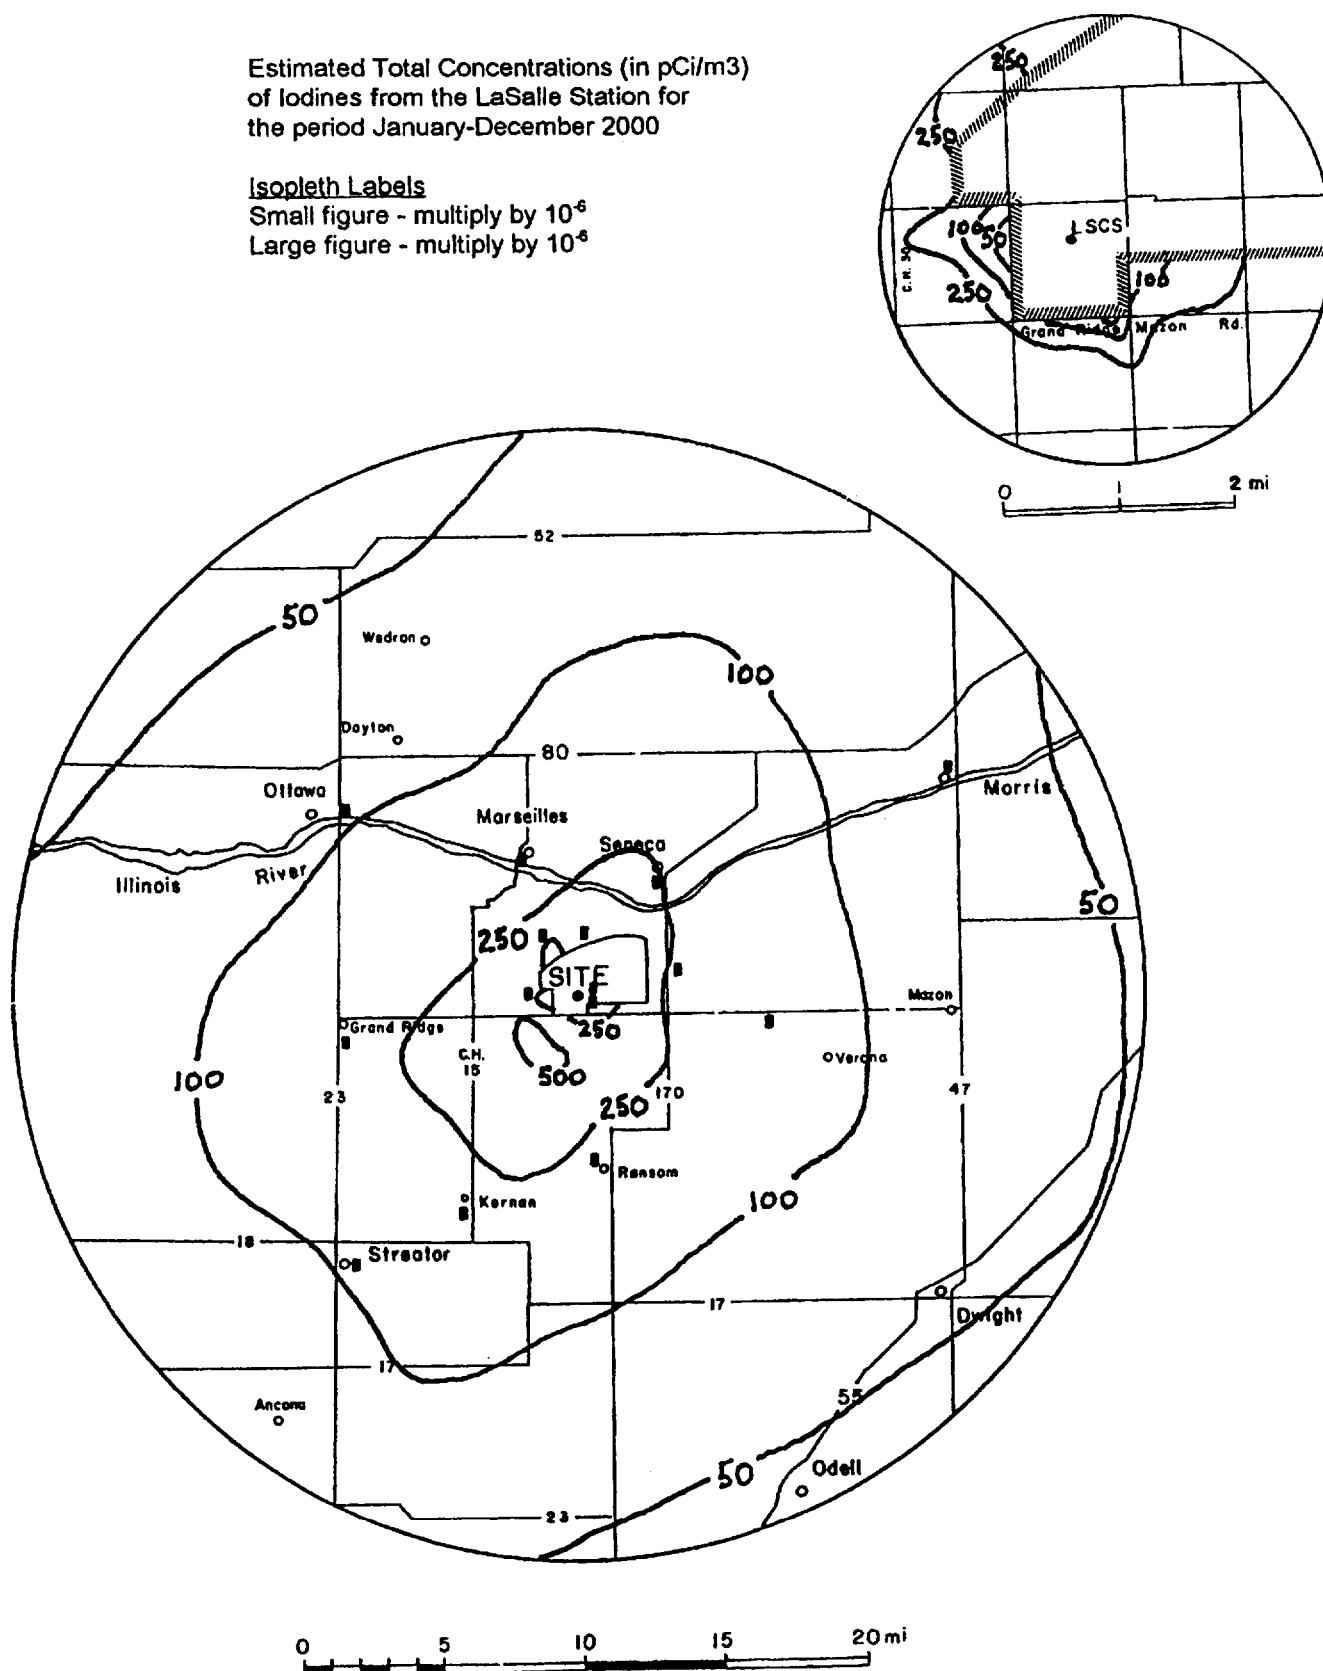 Estimated Total Concentrations (in pCi/m3)
of Iodines from the LaSalle Station for
the period January-December 2000
Isopleth Labels
Small figure - multiply by 10-6
Large figure - multiply by 10-6
250
250
LSCS
100
50
C.H. 30
250
100
Grand Ridge Mazon Rd.
0 1 2 mi
52
50
Wedron
100
Dayton
80
Ottawa
Morris
Marseilles
Seneca
Illinois River
50
250
SITE
Mazon
Grand Ridge
250
C.H.
15
Verona
100
500
23
250
170
47
Ransom
Kernan
100
18
Streator
17
Dwight
17
Ancona
55
50
Odell
23
0 5 10 15 20 mi